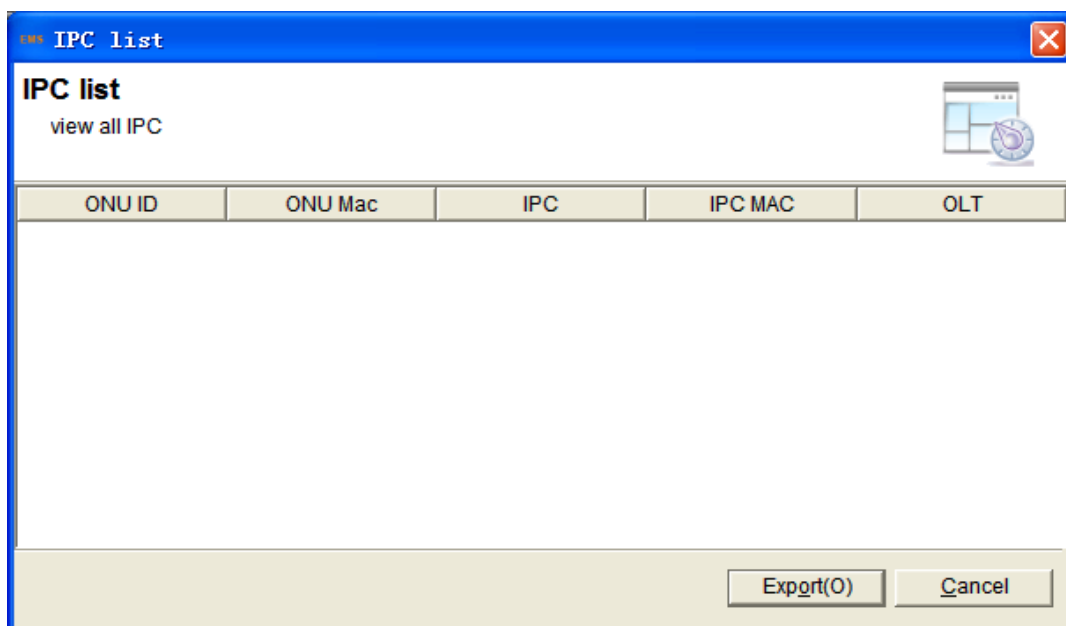 EMS IPC list
IPC list
view all IPC
ONU ID ONU Mac IPC IPC MAC OLT
Export(O) Cancel